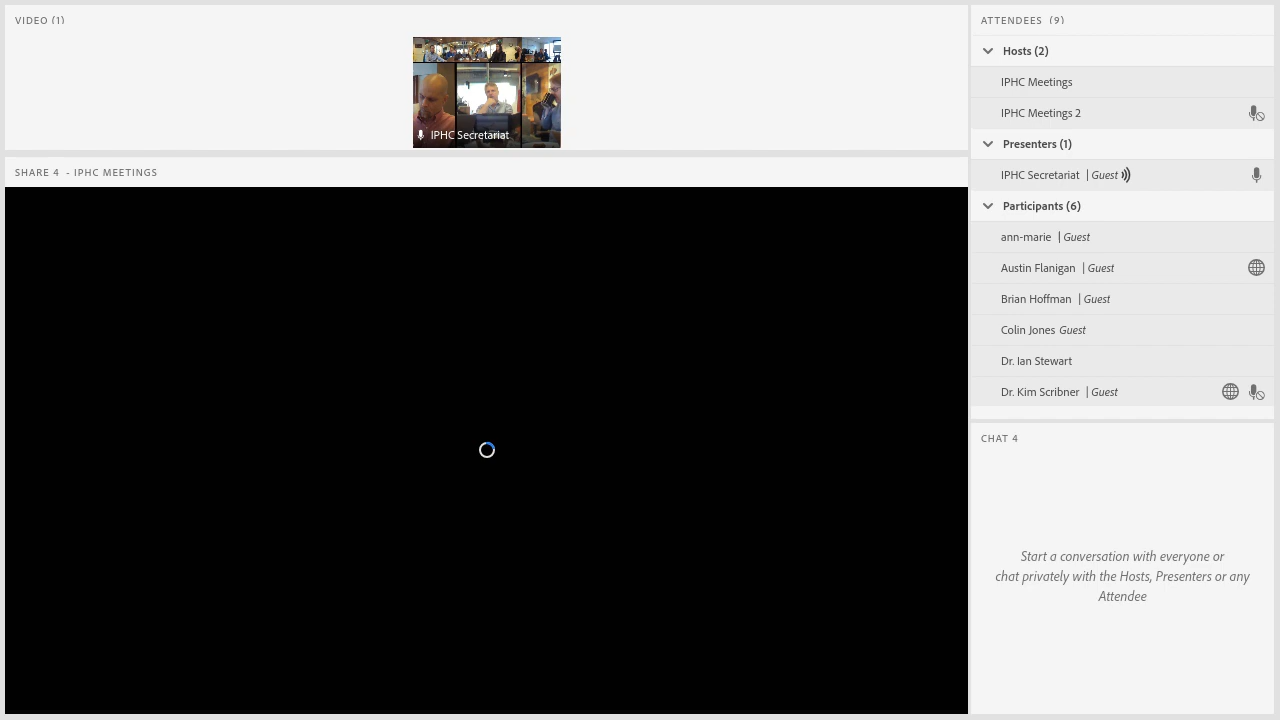 VIDEO (1)
IPHC Secretariat
SHARE 4 - IPHC MEETINGS
ATTENDEES (9)
Hosts (2)
IPHC Meetings
IPHC Meetings 2
Presenters (1)
IPHC Secretariat | Guest
Participants (6)
ann-marie | Guest
Austin Flanigan | Guest
Brian Hoffman | Guest
Colin Jones Guest
Dr. Ian Stewart
Dr. Kim Scribner | Guest
CHAT 4
Start a conversation with everyone or
chat privately with the Hosts, Presenters or any
Attendee